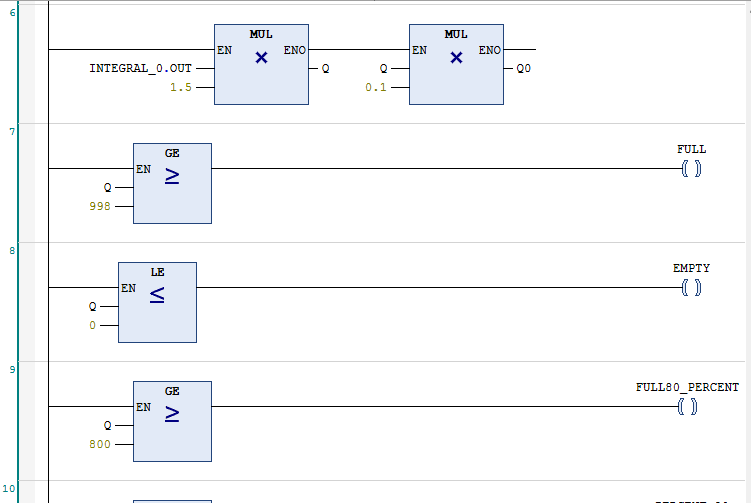 6
MUL MUL
EN ENO EN ENO
INTEGRAL_0.OUT × Q Q × Q0
1.5 0.1
7
GE FULL
EN ≥
Q
998
8
LE EMPTY
EN ≤
Q
0
9
GE FULL80_PERCENT
EN ≥
Q
800
10